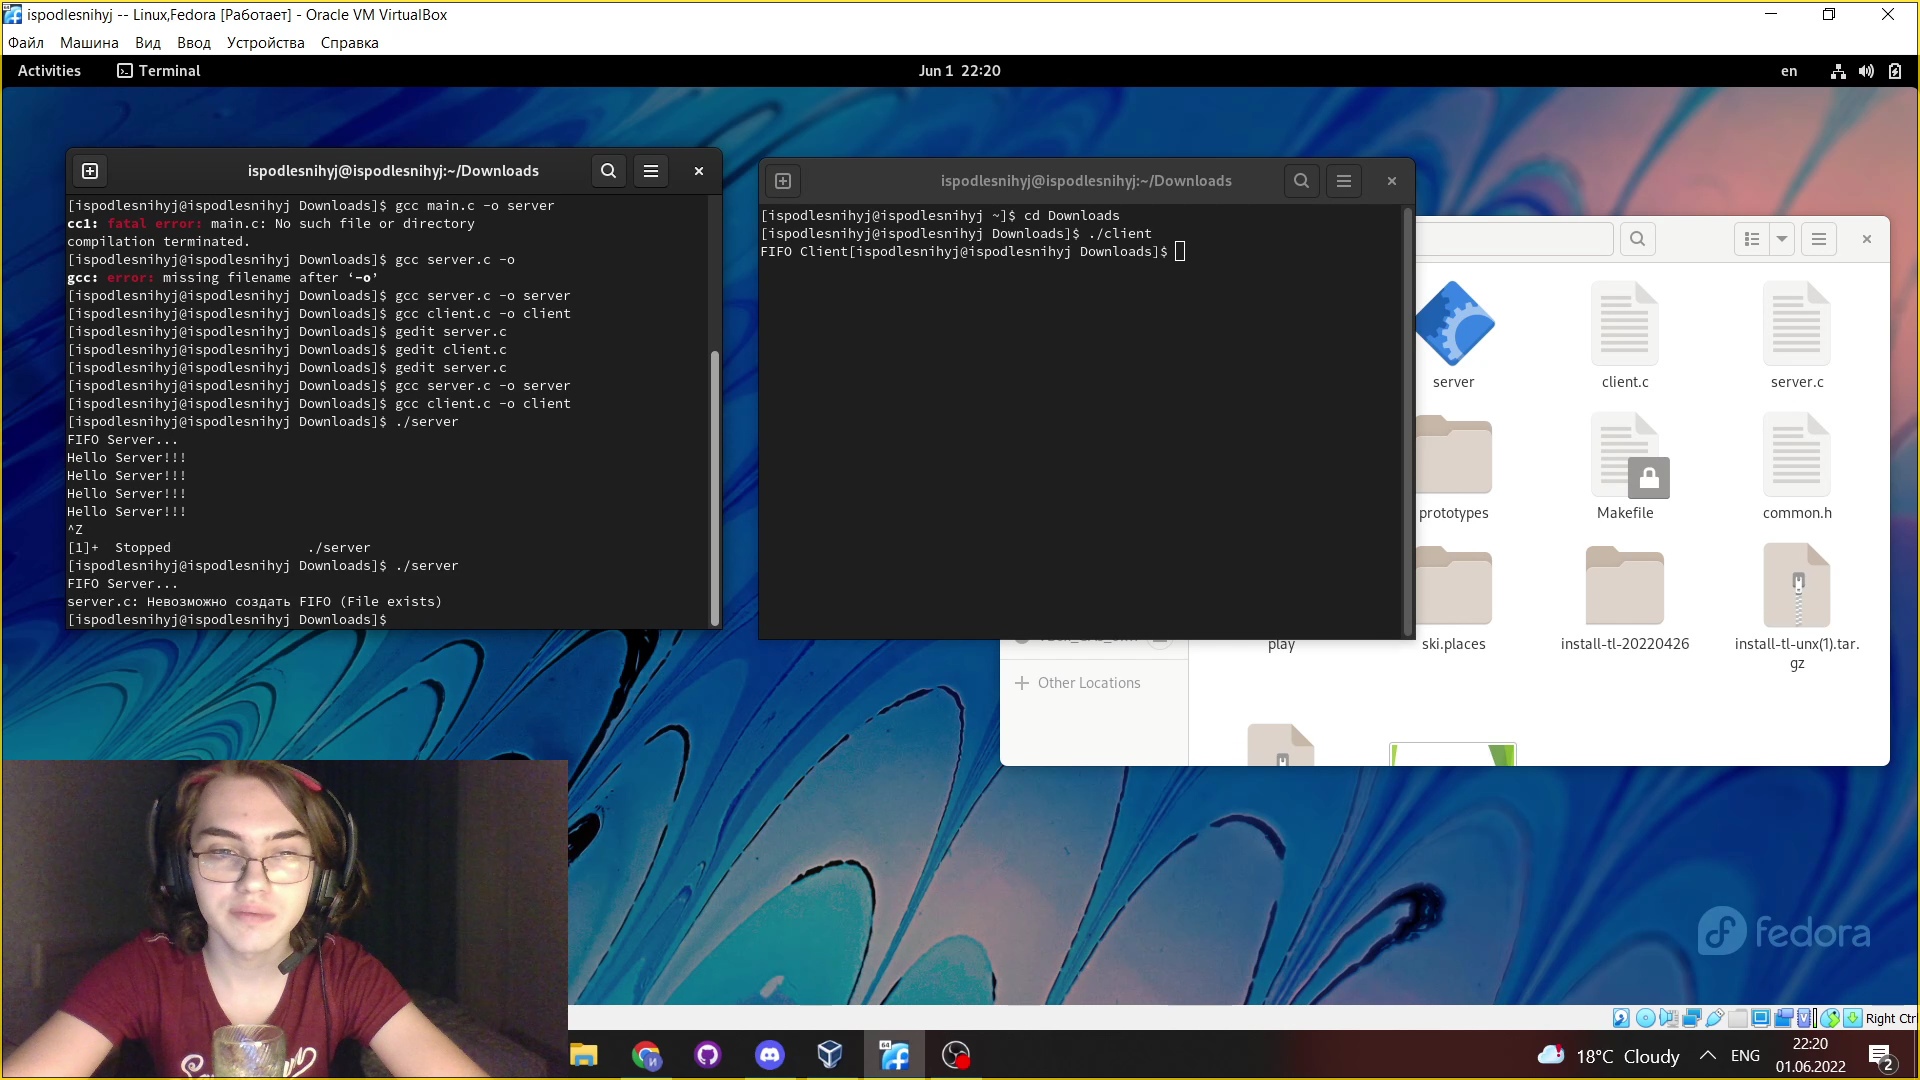 ispodlesnihyj -- Linux,Fedora [Работает] - Oracle VM VirtualBox
Файл Машина Вид Ввод Устройства Справка
Activities Terminal Jun 1 22:20 en
ispodlesnihyj@ispodlesnihyj:~/Downloads
[ispodlesnihyj@ispodlesnihyj Downloads]$ gcc main.c -o server
cc1: fatal error: main.c: No such file or directory
compilation terminated.
[ispodlesnihyj@ispodlesnihyj Downloads]$ gcc server.c -o
gcc: error: missing filename after ‘-o’
[ispodlesnihyj@ispodlesnihyj Downloads]$ gcc server.c -o server
[ispodlesnihyj@ispodlesnihyj Downloads]$ gcc client.c -o client
[ispodlesnihyj@ispodlesnihyj Downloads]$ gedit server.c
[ispodlesnihyj@ispodlesnihyj Downloads]$ gedit client.c
[ispodlesnihyj@ispodlesnihyj Downloads]$ gedit server.c
[ispodlesnihyj@ispodlesnihyj Downloads]$ gcc server.c -o server
[ispodlesnihyj@ispodlesnihyj Downloads]$ gcc client.c -o client
[ispodlesnihyj@ispodlesnihyj Downloads]$ ./server
FIFO Server...
Hello Server!!!
Hello Server!!!
Hello Server!!!
Hello Server!!!
^Z
[1]+  Stopped                 ./server
[ispodlesnihyj@ispodlesnihyj Downloads]$ ./server
FIFO Server...
server.c: Невозможно создать FIFO (File exists)
[ispodlesnihyj@ispodlesnihyj Downloads]$
ispodlesnihyj@ispodlesnihyj:~/Downloads
[ispodlesnihyj@ispodlesnihyj ~]$ cd Downloads
[ispodlesnihyj@ispodlesnihyj Downloads]$ ./client
FIFO Client[ispodlesnihyj@ispodlesnihyj Downloads]$
server client.c server.c
prototypes Makefile common.h
play ski.places install-tl-20220426 install-tl-unx(1).tar.
gz
Other Locations
fedora
Right Ctrl
64
18°C Cloudy ENG 22:20
01.06.2022
2